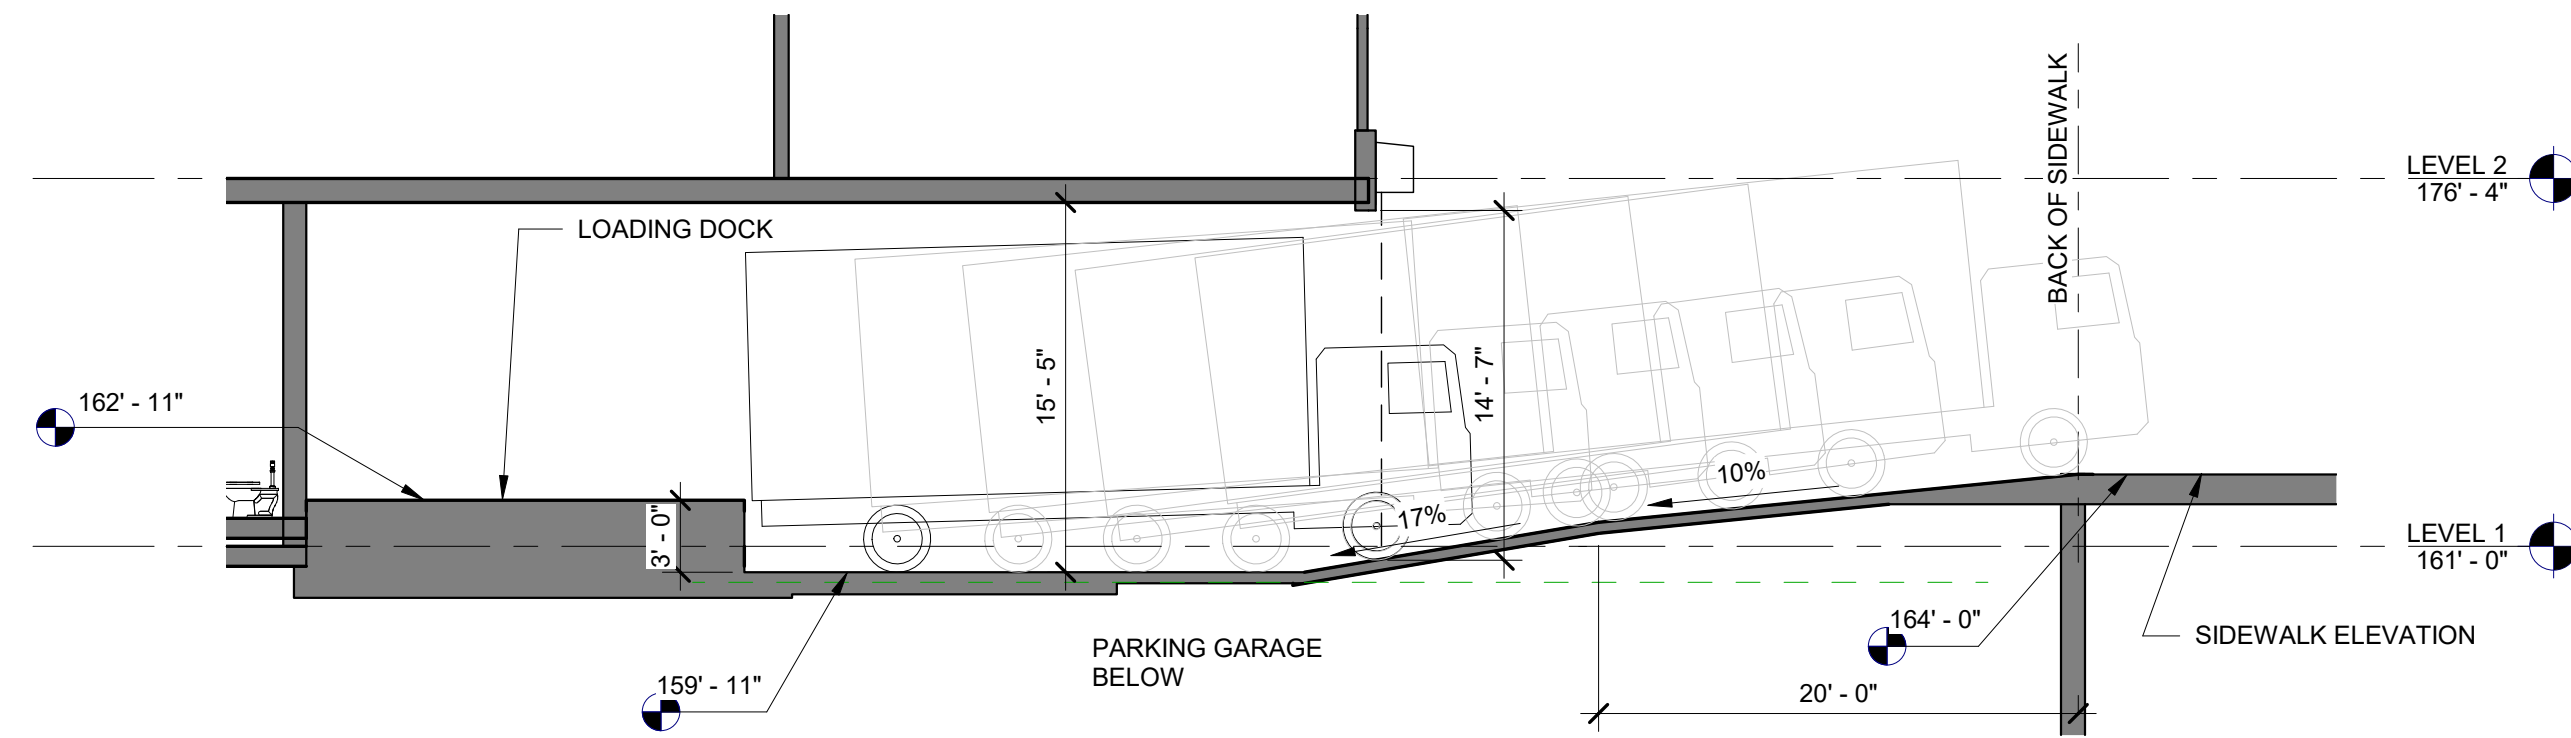 BACK OF SIDEWALK
LEVEL 2
176' - 4"
LOADING DOCK
15' - 5"
14' - 7"
162' - 11"
10%
17%
3' - 0"
LEVEL 1
161' - 0"
164' - 0"
SIDEWALK ELEVATION
PARKING GARAGE
BELOW
159' - 11"
20' - 0"